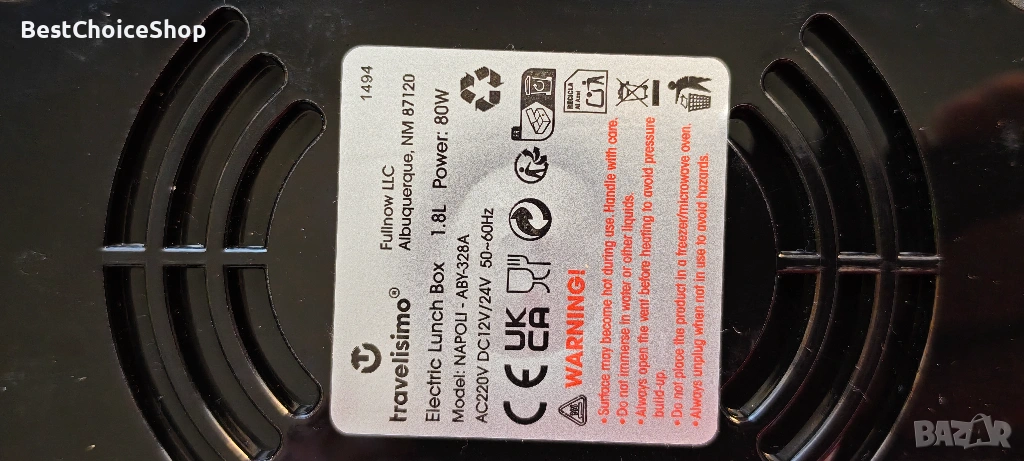 BestChoiceShop
1494
travelisimo®
Fullnow LLC
Albuquerque, NM 87120
Electric Lunch Box 1.8L Power: 80W
Model: NAPOLI - ABY-328A
AC220V DC12V/24V 50~60Hz
CE UK CA
WARNING!
• Surface may become hot during use. Handle with care.
• Do not immerse in water or other liquids.
• Always open the vent before heating to avoid pressure
build-up.
• Do not place the product in a freezer/microwave oven.
• Always unplug when not in use to avoid hazards.
BAZAR